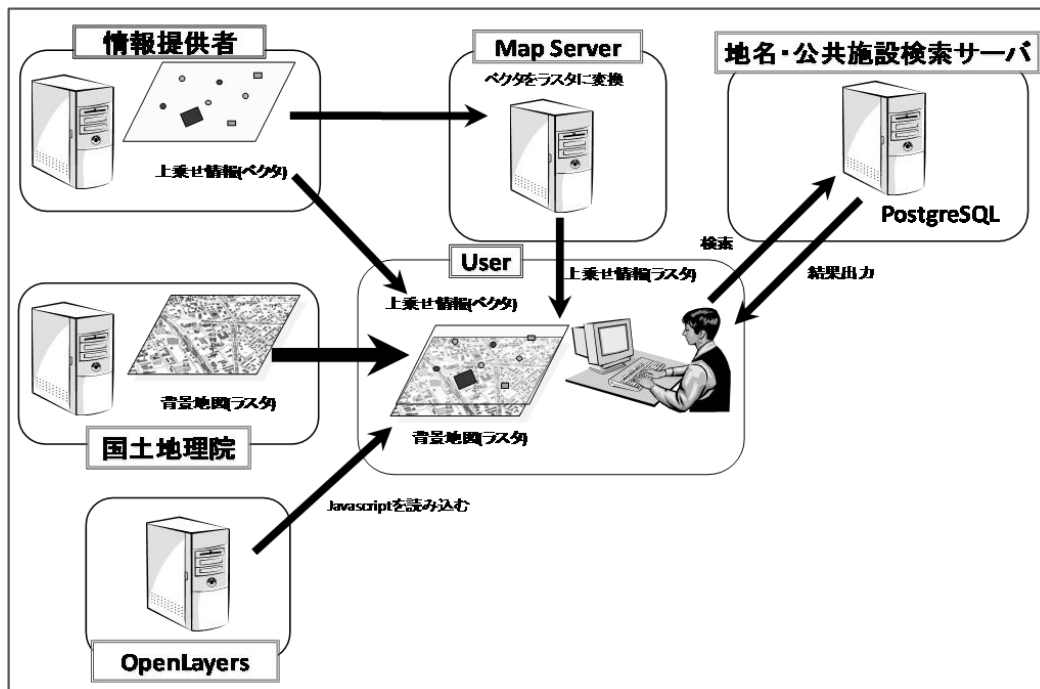 情報提供者
上乗せ情報(ベクタ)
Map Server
ベクタをラスタに変換
地名・公共施設検索サーバ
PostgreSQL
検索
結果出力
User
上乗せ情報(ラスタ)
上乗せ情報(ベクタ)
背景地図(ラスタ)
背景地図(ラスタ)
国土地理院
Javascriptを読み込む
OpenLayers